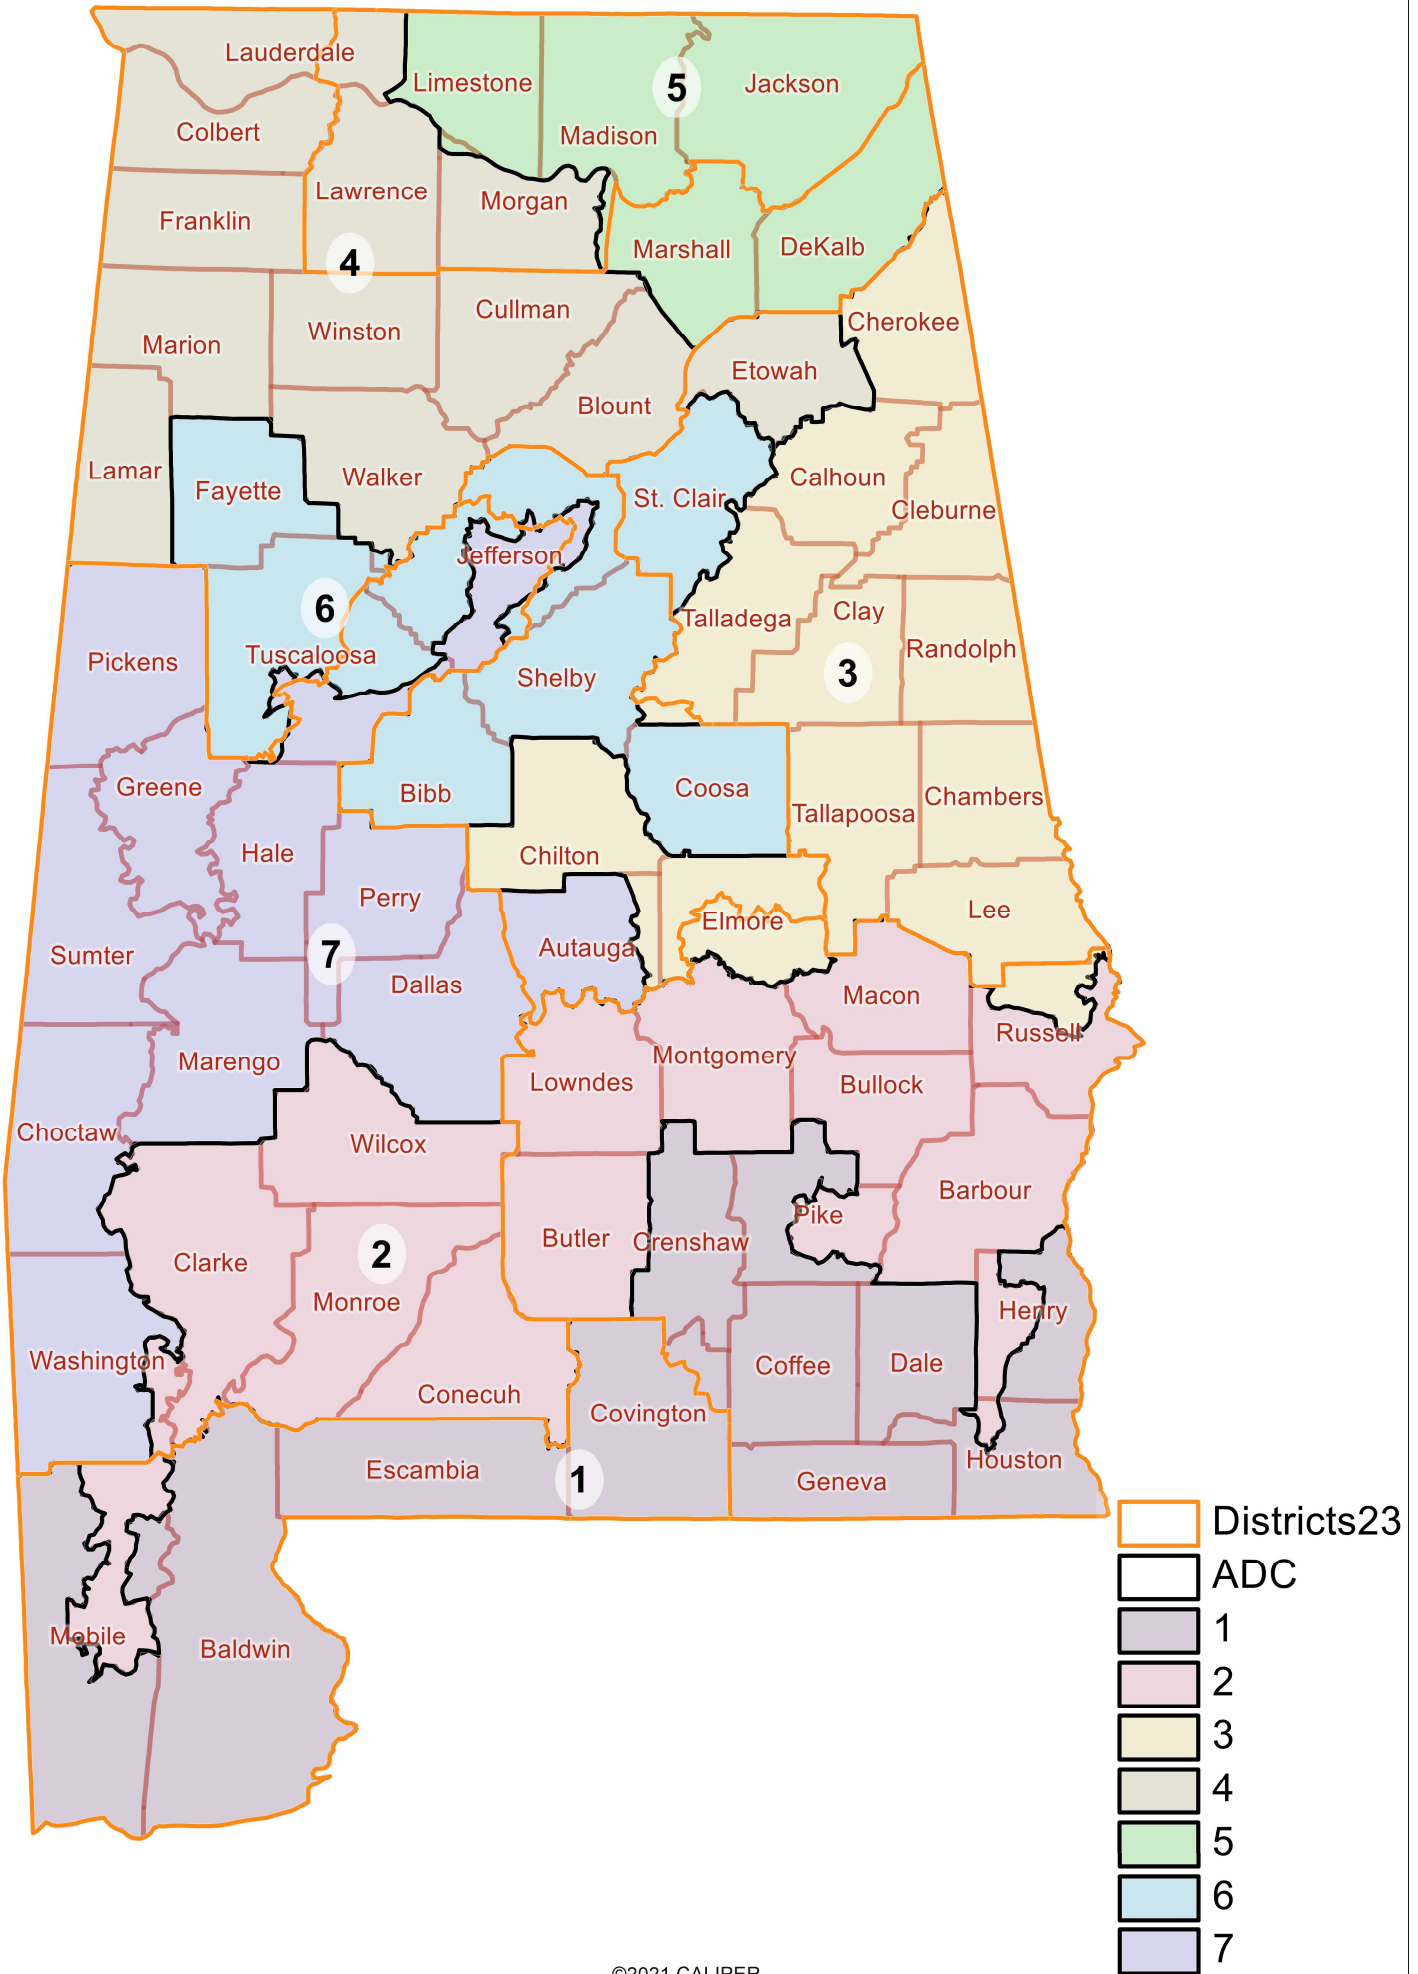 Lauderdale
Limestone
5
Jackson
Colbert
Madison
Lawrence
Morgan
Franklin
Marshall
DeKalb
4
Cullman
Cherokee
Winston
Marion
Etowah
Blount
Lamar
Walker
Calhoun
Fayette
St. Clair
Cleburne
Jefferson
6
Talladega
Clay
Randolph
Tuscaloosa
Pickens
Shelby
3
Greene
Bibb
Coosa
Chambers
Tallapoosa
Hale
Chilton
Perry
Lee
Elmore
Autauga
Sumter
7
Dallas
Macon
Russell
Marengo
Montgomery
Lowndes
Bullock
Choctaw
Wilcox
Barbour
Pike
Butler
Crenshaw
2
Clarke
Monroe
Henry
Washington
Coffee
Dale
Conecuh
Covington
Escambia
1
Geneva
Houston
Mobile
Baldwin
Districts23
ADC
1
2
3
4
5
6
7
©2021 CALIPER